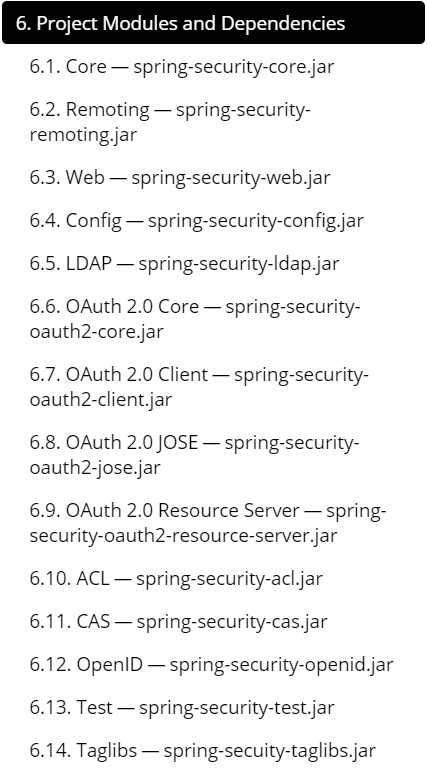 6. Project Modules and Dependencies
6.1. Core — spring-security-core.jar
6.2. Remoting — spring-security-
remoting.jar
6.3. Web — spring-security-web.jar
6.4. Config — spring-security-config.jar
6.5. LDAP — spring-security-ldap.jar
6.6. OAuth 2.0 Core — spring-security-
oauth2-core.jar
6.7. OAuth 2.0 Client — spring-security-
oauth2-client.jar
6.8. OAuth 2.0 JOSE — spring-security-
oauth2-jose.jar
6.9. OAuth 2.0 Resource Server — spring-
security-oauth2-resource-server.jar
6.10. ACL — spring-security-acl.jar
6.11. CAS — spring-security-cas.jar
6.12. OpenID — spring-security-openid.jar
6.13. Test — spring-security-test.jar
6.14. Taglibs — spring-secuity-taglibs.jar